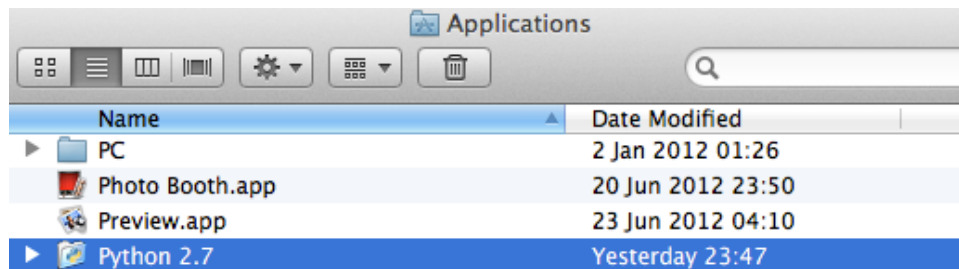 Applications
Name Date Modified
PC 2 Jan 2012 01:26
Photo Booth.app 20 Jun 2012 23:50
Preview.app 23 Jun 2012 04:10
Python 2.7 Yesterday 23:47